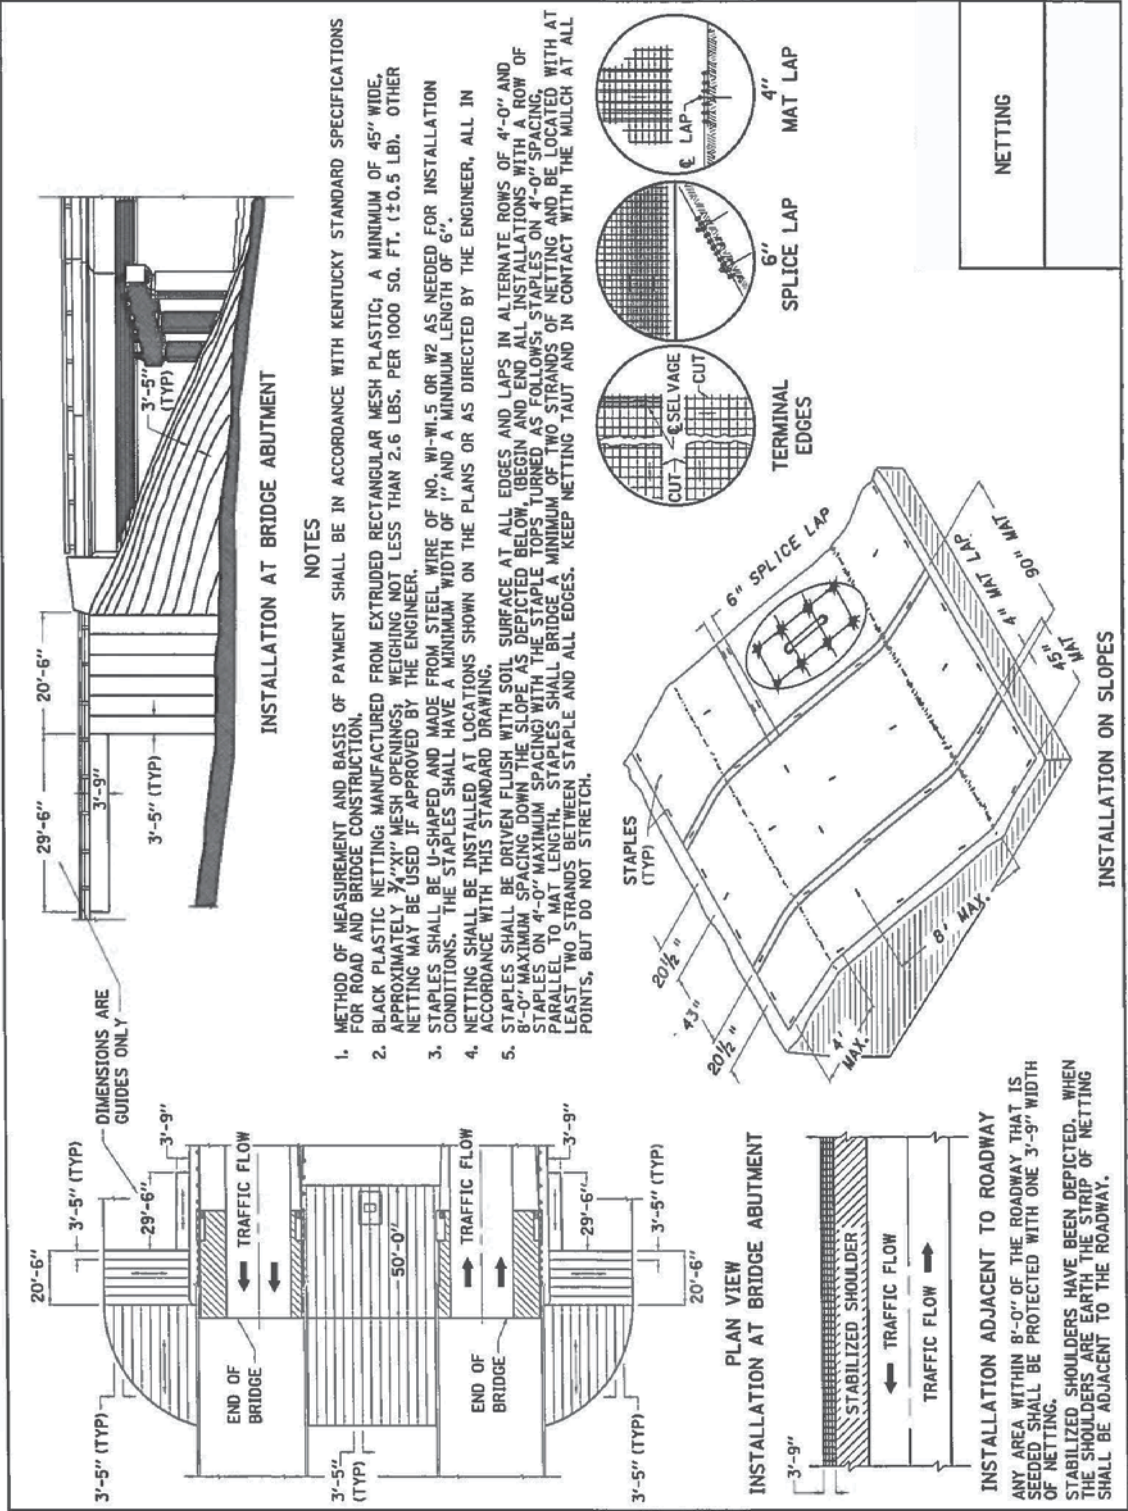 20'-6"
3'-5" (TYP)
29'-6"
3'-9"
DIMENSIONS ARE
GUIDES ONLY
3'-5" (TYP)
END OF
BRIDGE
TRAFFIC FLOW
50'-0"
3'-5"
(TYP)
END OF
BRIDGE
TRAFFIC FLOW
3'-9"
29'-6"
3'-5" (TYP)
20'-6"
3'-5" (TYP)
PLAN VIEW
INSTALLATION AT BRIDGE ABUTMENT
29'-6"
20'-6"
3'-9"
3'-5" (TYP)
3'-5"
(TYP)
INSTALLATION AT BRIDGE ABUTMENT
NOTES
1. METHOD OF MEASUREMENT AND BASIS OF PAYMENT SHALL BE IN ACCORDANCE WITH KENTUCKY STANDARD SPECIFICATIONS
FOR ROAD AND BRIDGE CONSTRUCTION.
2. BLACK PLASTIC NETTING: MANUFACTURED FROM EXTRUDED RECTANGULAR MESH PLASTIC; A MINIMUM OF 45" WIDE,
APPROXIMATELY 3/4"X1" MESH OPENINGS; WEIGHING NOT LESS THAN 2.6 LBS. PER 1000 SQ. FT. (±0.5 LB). OTHER
NETTING MAY BE USED IF APPROVED BY THE ENGINEER.
3. STAPLES SHALL BE U-SHAPED AND MADE FROM STEEL WIRE OF NO. W1-W1.5 OR W2 AS NEEDED FOR INSTALLATION
CONDITIONS. THE STAPLES SHALL HAVE A MINIMUM WIDTH OF 1" AND A MINIMUM LENGTH OF 6".
4. NETTING SHALL BE INSTALLED AT LOCATIONS SHOWN ON THE PLANS OR AS DIRECTED BY THE ENGINEER, ALL IN
ACCORDANCE WITH THIS STANDARD DRAWING.
5. STAPLES SHALL BE DRIVEN FLUSH WITH SOIL SURFACE AT ALL EDGES AND LAPS IN ALTERNATE ROWS OF 4'-0" AND
8'-0" MAXIMUM SPACING DOWN THE SLOPE AS DEPICTED BELOW, (BEGIN AND END ALL INSTALLATIONS WITH A ROW OF
STAPLES ON 4'-0" MAXIMUM SPACING) WITH THE STAPLE TOPS TURNED AS FOLLOWS: STAPLES ON 4'-0" SPACING,
PARALLEL TO MAT LENGTH. STAPLES SHALL BRIDGE A MINIMUM OF TWO STRANDS OF NETTING AND BE LOCATED WITH AT
LEAST TWO STRANDS BETWEEN STAPLE AND ALL EDGES. KEEP NETTING TAUT AND IN CONTACT WITH THE MULCH AT ALL
POINTS, BUT DO NOT STRETCH.
3'-9"
STABILIZED SHOULDER
TRAFFIC FLOW
TRAFFIC FLOW
INSTALLATION ADJACENT TO ROADWAY
ANY AREA WITHIN 8'-0" OF THE ROADWAY THAT IS
SEEDED SHALL BE PROTECTED WITH ONE 3'-9" WIDTH
OF NETTING.
STABILIZED SHOULDERS HAVE BEEN DEPICTED. WHEN
THE SHOULDERS ARE EARTH THE STRIP OF NETTING
SHALL BE ADJACENT TO THE ROADWAY.
STAPLES
(TYP)
20 1/2"
43"
20 1/2"
4'
MAX.
8' MAX.
6" SPLICE LAP
45"
MAT
4" MAT LAP
90" MAT
INSTALLATION ON SLOPES
CUT
℄ SELVAGE
CUT
TERMINAL
EDGES
6"
SPLICE LAP
℄ LAP
4"
MAT LAP
NETTING